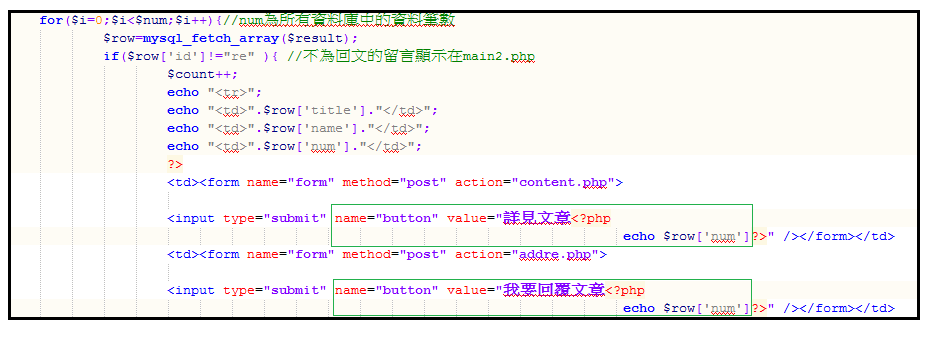 for($i=0;$i<$num;$i++){//num為所有資料庫中的資料筆數
$row=mysql_fetch_array($result);
if($row['id']!="re" ){ //不為回文的留言顯示在main2.php
$count++;
echo "<tr>";
echo "<td>".$row['title']."</td>";
echo "<td>".$row['name']."</td>";
echo "<td>".$row['num']."</td>";
?>
<td><form name="form" method="post" action="content.php">
<input type="submit" name="button" value="詳見文章<?php
echo $row['num']?>" /></form></td>
<td><form name="form" method="post" action="addre.php">
<input type="submit" name="button" value="我要回覆文章<?php
echo $row['num']?>" /></form></td>